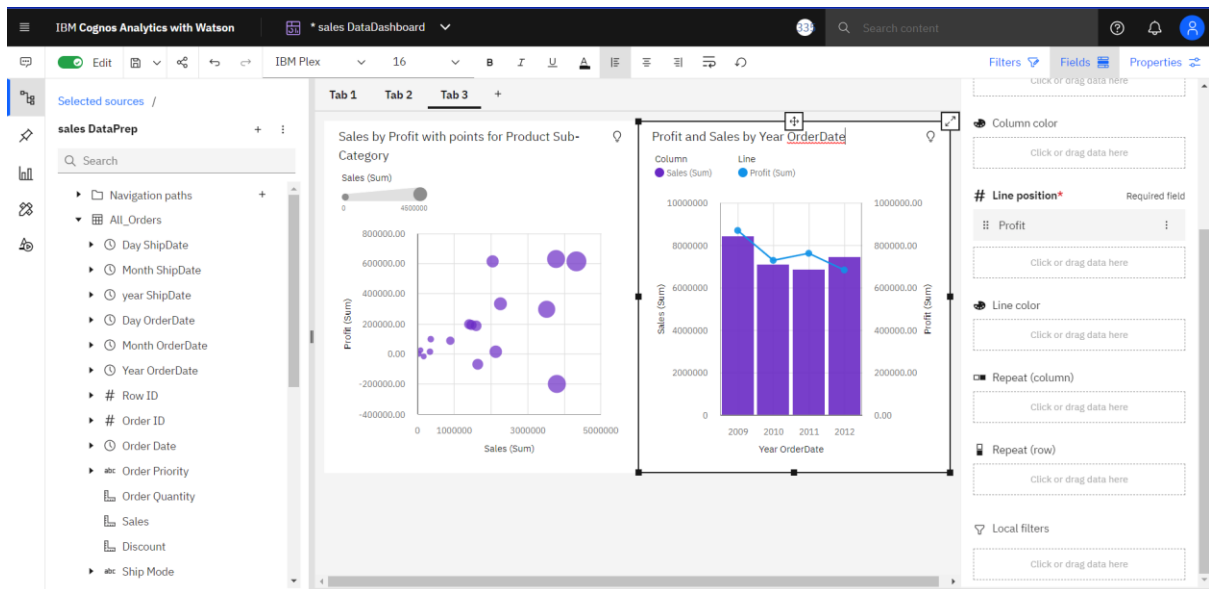 IBM Cognos Analytics with Watson
* sales DataDashboard
Search content
Edit
IBM Plex
16
B I U A
Filters
Fields
Properties
Selected sources /
sales DataPrep
Search
Navigation paths
All_Orders
Day ShipDate
Month ShipDate
year ShipDate
Day OrderDate
Month OrderDate
Year OrderDate
# Row ID
# Order ID
Order Date
abc Order Priority
Order Quantity
Sales
Discount
abc Ship Mode
Tab 1 Tab 2 Tab 3 +
Sales by Profit with points for Product Sub-
Category
Sales (Sum)
0 4500000
800000.00
600000.00
400000.00
200000.00
0.00
-200000.00
-400000.00
Profit (Sum)
0 1000000 3000000 5000000
Sales (Sum)
Profit and Sales by Year OrderDate
Column Line
Sales (Sum) Profit (Sum)
10000000
8000000
6000000
4000000
2000000
0
Sales (Sum)
1000000.00
800000.00
600000.00
400000.00
200000.00
0.00
Profit (Sum)
2009 2010 2011 2012
Year OrderDate
Click or drag data here
Column color
Click or drag data here
# Line position* Required field
Profit
Click or drag data here
Line color
Click or drag data here
Repeat (column)
Click or drag data here
Repeat (row)
Click or drag data here
Local filters
Click or drag data here